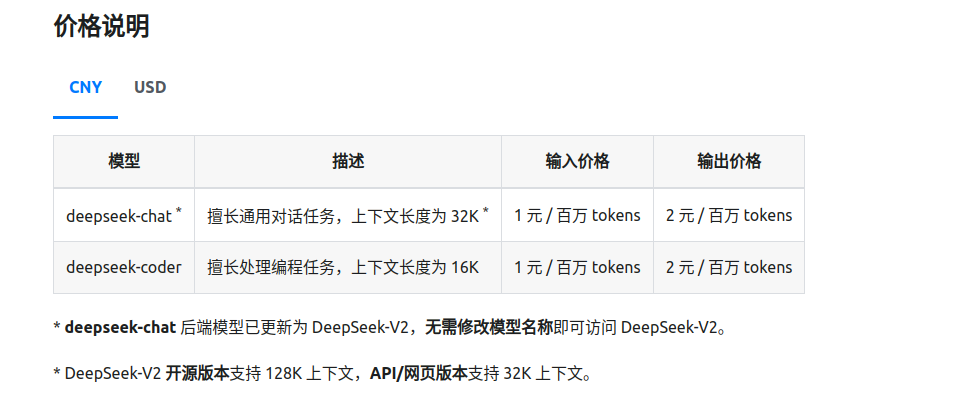 价格说明
CNY USD
模型 描述 输入价格 输出价格
deepseek-chat * 擅长通用对话任务，上下文长度为 32K * 1 元 / 百万 tokens 2 元 / 百万 tokens
deepseek-coder 擅长处理编程任务，上下文长度为 16K 1 元 / 百万 tokens 2 元 / 百万 tokens
* deepseek-chat 后端模型已更新为 DeepSeek-V2，无需修改模型名称即可访问 DeepSeek-V2。
* DeepSeek-V2 开源版本支持 128K 上下文，API/网页版本支持 32K 上下文。